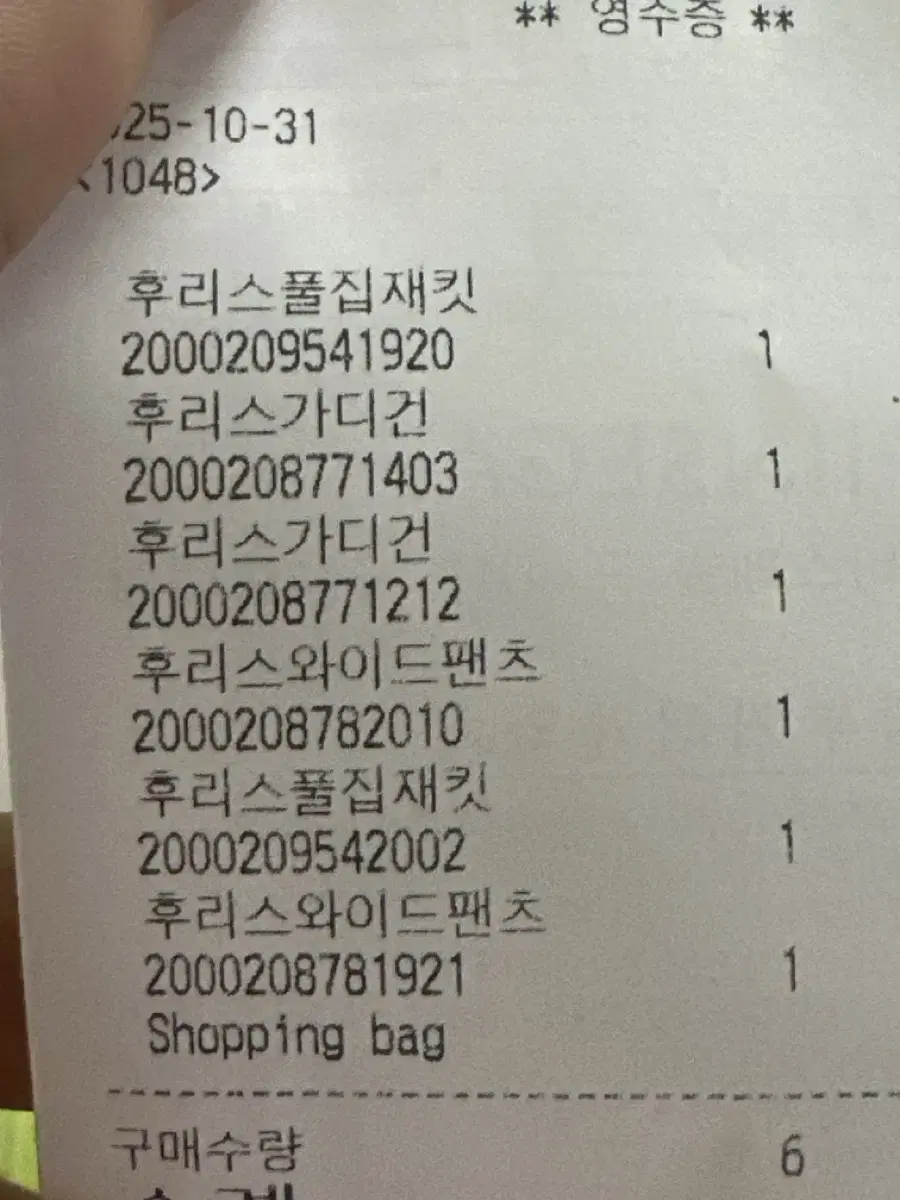 ** 영수증 **
025-10-31
<1048>
후리스풀집재킷
2000209541920 1
후리스가디건
2000208771403 1
후리스가디건
2000208771212 1
후리스와이드팬츠
2000208782010 1
후리스풀집재킷
2000209542002 1
후리스와이드팬츠
2000208781921 1
Shopping bag
구매수량 6